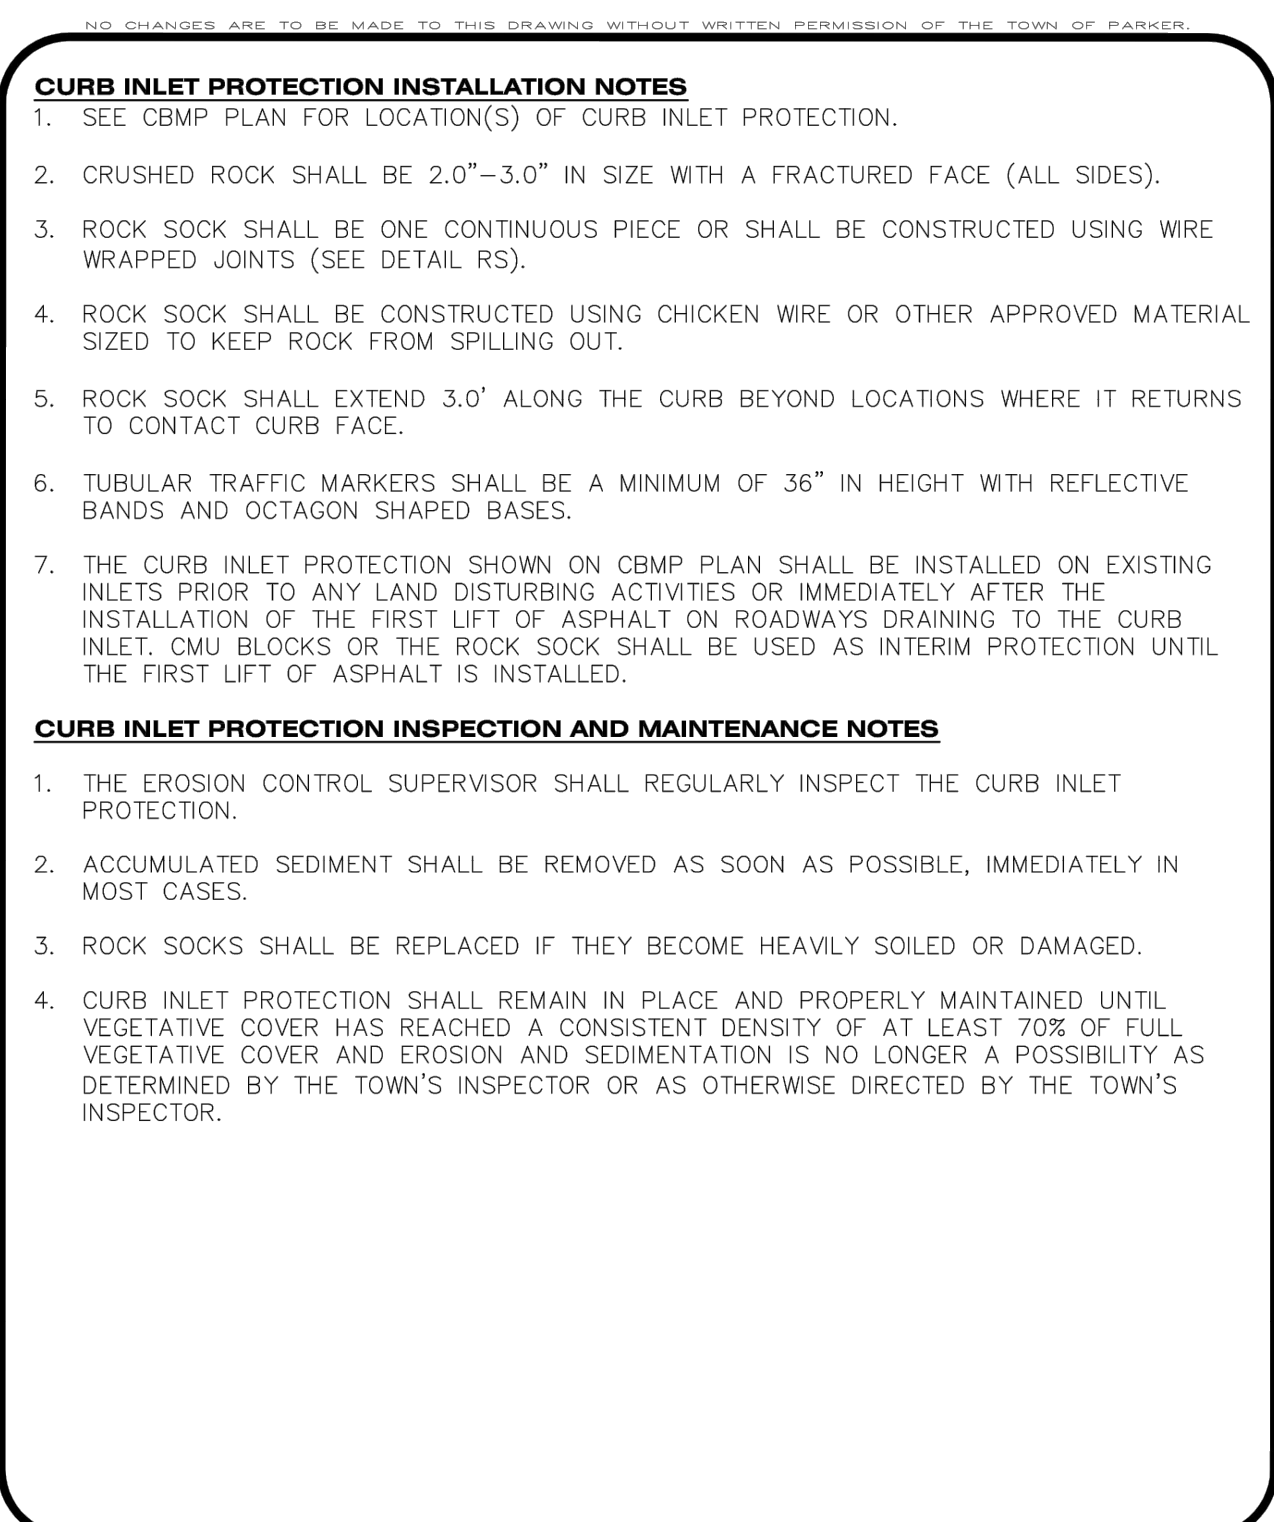 NO CHANGES ARE TO BE MADE TO THIS DRAWING WITHOUT WRITTEN PERMISSION OF THE TOWN OF PARKER.
CURB INLET PROTECTION INSTALLATION NOTES
1. SEE CBMP PLAN FOR LOCATION(S) OF CURB INLET PROTECTION.
2. CRUSHED ROCK SHALL BE 2.0”–3.0” IN SIZE WITH A FRACTURED FACE (ALL SIDES).
3. ROCK SOCK SHALL BE ONE CONTINUOUS PIECE OR SHALL BE CONSTRUCTED USING WIRE
WRAPPED JOINTS (SEE DETAIL RS).
4. ROCK SOCK SHALL BE CONSTRUCTED USING CHICKEN WIRE OR OTHER APPROVED MATERIAL
SIZED TO KEEP ROCK FROM SPILLING OUT.
5. ROCK SOCK SHALL EXTEND 3.0’ ALONG THE CURB BEYOND LOCATIONS WHERE IT RETURNS
TO CONTACT CURB FACE.
6. TUBULAR TRAFFIC MARKERS SHALL BE A MINIMUM OF 36” IN HEIGHT WITH REFLECTIVE
BANDS AND OCTAGON SHAPED BASES.
7. THE CURB INLET PROTECTION SHOWN ON CBMP PLAN SHALL BE INSTALLED ON EXISTING
INLETS PRIOR TO ANY LAND DISTURBING ACTIVITIES OR IMMEDIATELY AFTER THE
INSTALLATION OF THE FIRST LIFT OF ASPHALT ON ROADWAYS DRAINING TO THE CURB
INLET. CMU BLOCKS OR THE ROCK SOCK SHALL BE USED AS INTERIM PROTECTION UNTIL
THE FIRST LIFT OF ASPHALT IS INSTALLED.
CURB INLET PROTECTION INSPECTION AND MAINTENANCE NOTES
1. THE EROSION CONTROL SUPERVISOR SHALL REGULARLY INSPECT THE CURB INLET
PROTECTION.
2. ACCUMULATED SEDIMENT SHALL BE REMOVED AS SOON AS POSSIBLE, IMMEDIATELY IN
MOST CASES.
3. ROCK SOCKS SHALL BE REPLACED IF THEY BECOME HEAVILY SOILED OR DAMAGED.
4. CURB INLET PROTECTION SHALL REMAIN IN PLACE AND PROPERLY MAINTAINED UNTIL
VEGETATIVE COVER HAS REACHED A CONSISTENT DENSITY OF AT LEAST 70% OF FULL
VEGETATIVE COVER AND EROSION AND SEDIMENTATION IS NO LONGER A POSSIBILITY AS
DETERMINED BY THE TOWN’S INSPECTOR OR AS OTHERWISE DIRECTED BY THE TOWN’S
INSPECTOR.